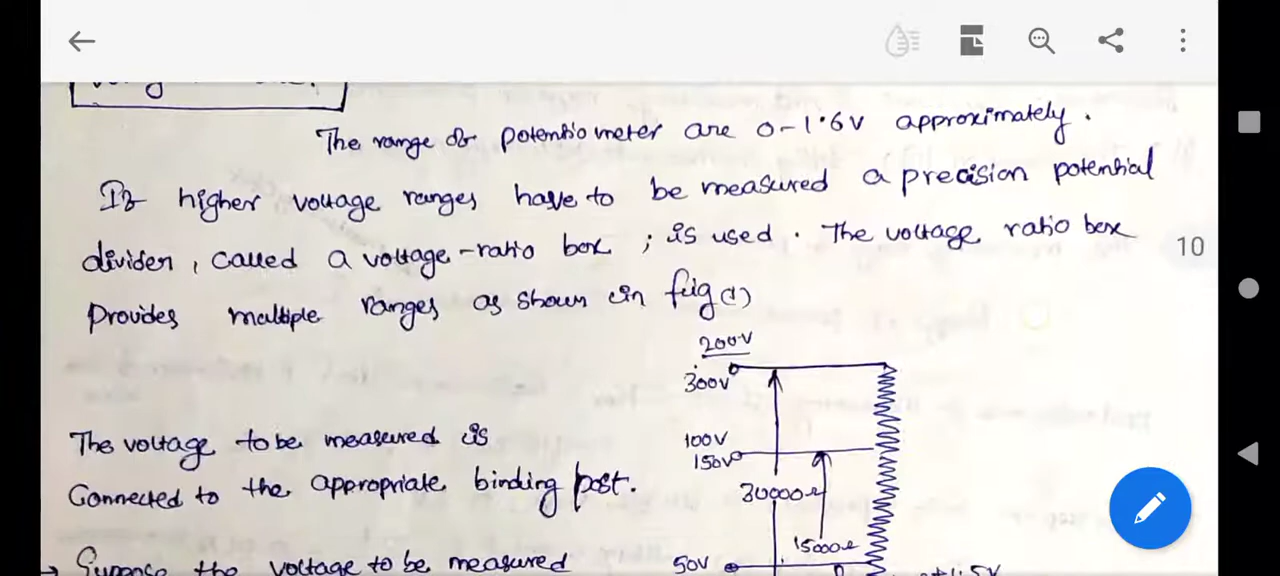 The range of potentiometer are 0-1.6V approximately.
If higher voltage ranges have to be measured a precision potential
divider, called a voltage-ratio box ; is used. The voltage ratio box
10
Provides multiple ranges as shown in fig (1)
200V
300V
The voltage to be measured is
100V
150V
Connected to the appropriate binding post.
30000Ω
15000Ω
→ Suppose the voltage to be measured
50V
+1.5V